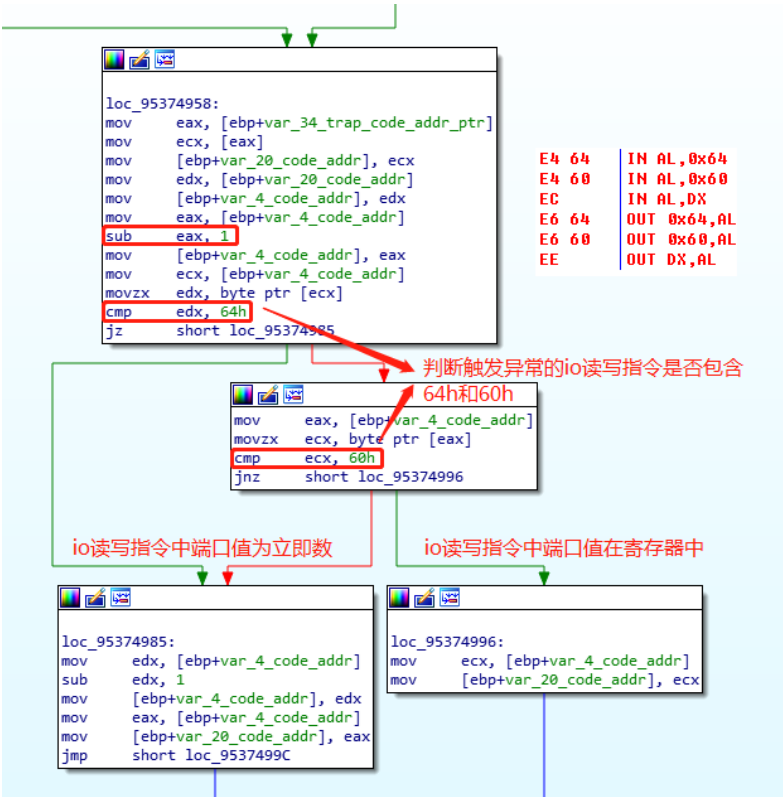 loc_95374958:
mov eax, [ebp+var_34_trap_code_addr_ptr]
mov ecx, [eax]
mov [ebp+var_20_code_addr], ecx
mov edx, [ebp+var_20_code_addr]
mov [ebp+var_4_code_addr], edx
mov eax, [ebp+var_4_code_addr]
sub eax, 1
mov [ebp+var_4_code_addr], eax
mov ecx, [ebp+var_4_code_addr]
movzx edx, byte ptr [ecx]
cmp edx, 64h
jz short loc_95374985
E4 64 IN AL,0x64
E4 60 IN AL,0x60
EC IN AL,DX
E6 64 OUT 0x64,AL
E6 60 OUT 0x60,AL
EE OUT DX,AL
判断触发异常的io读写指令是否包含
64h和60h
mov eax, [ebp+var_4_code_addr]
movzx ecx, byte ptr [eax]
cmp ecx, 60h
jnz short loc_95374996
io读写指令中端口值为立即数
io读写指令中端口值在寄存器中
loc_95374985:
mov edx, [ebp+var_4_code_addr]
sub edx, 1
mov [ebp+var_4_code_addr], edx
mov eax, [ebp+var_4_code_addr]
mov [ebp+var_20_code_addr], eax
jmp short loc_9537499C
loc_95374996:
mov ecx, [ebp+var_4_code_addr]
mov [ebp+var_20_code_addr], ecx